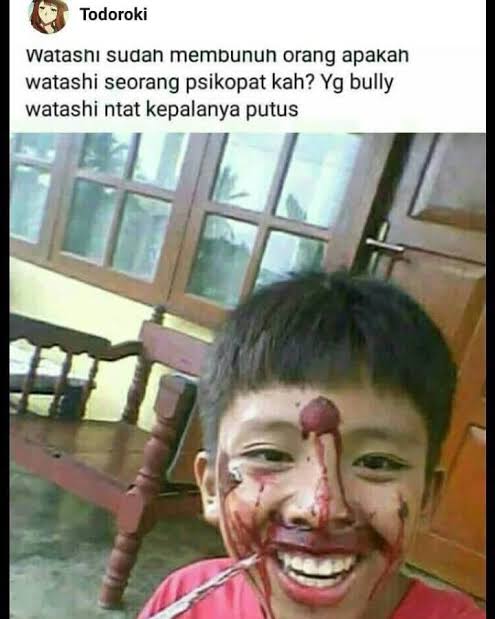 Todoroki
Watashi sudah membunuh orang apakah
watashi seorang psikopat kah? Yg bully
watashi ntat kepalanya putus